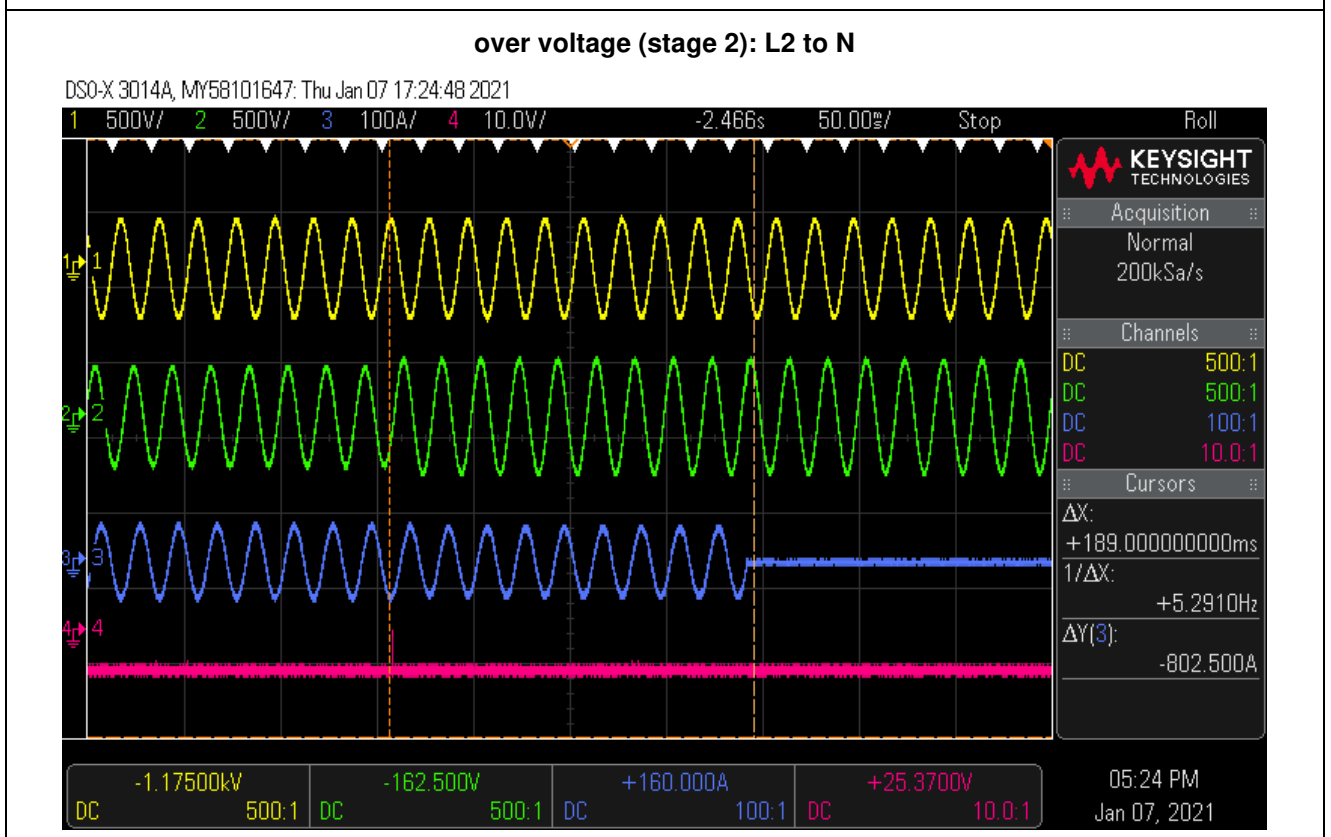 over voltage (stage 2): L2 to N
DSO-X 3014A, MY58101647: Thu Jan 07 17:24:48 2021
1 500V/ 2 500V/ 3 100A/ 4 10.0V/ -2.466s 50.00ms/ Stop Roll
KEYSIGHT
TECHNOLOGIES
Acquisition
Normal
200kSa/s
Channels
DC 500:1
DC 500:1
DC 100:1
DC 10.0:1
Cursors
ΔX:
+189.000000000ms
1/ΔX:
+5.2910Hz
ΔY(3):
-802.500A
1 1
2 2
3 3
4 4
-1.17500kV -162.500V +160.000A +25.3700V
DC 500:1 DC 500:1 DC 100:1 DC 10.0:1
05:24 PM
Jan 07, 2021